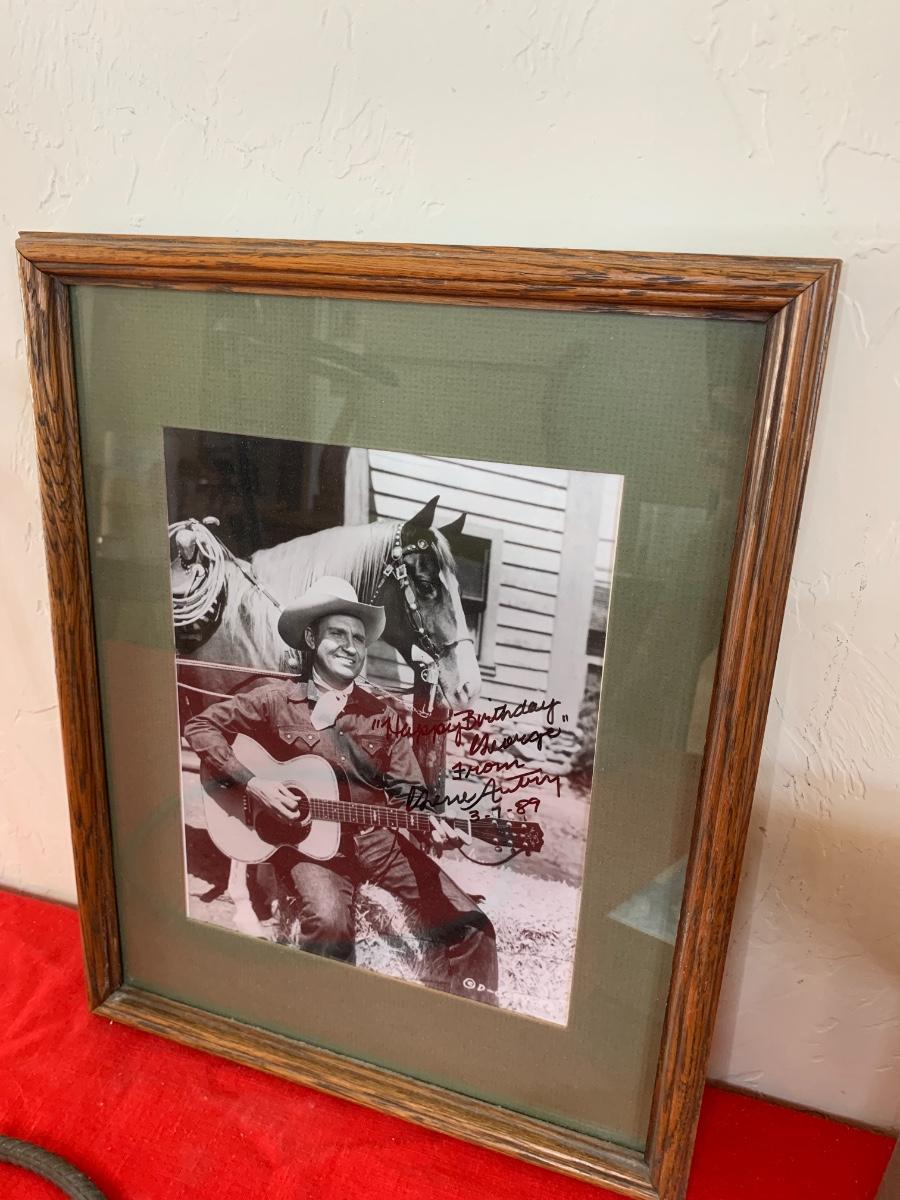 "Happy Birthday
George"
From
Gene Autry
3-7-89
©